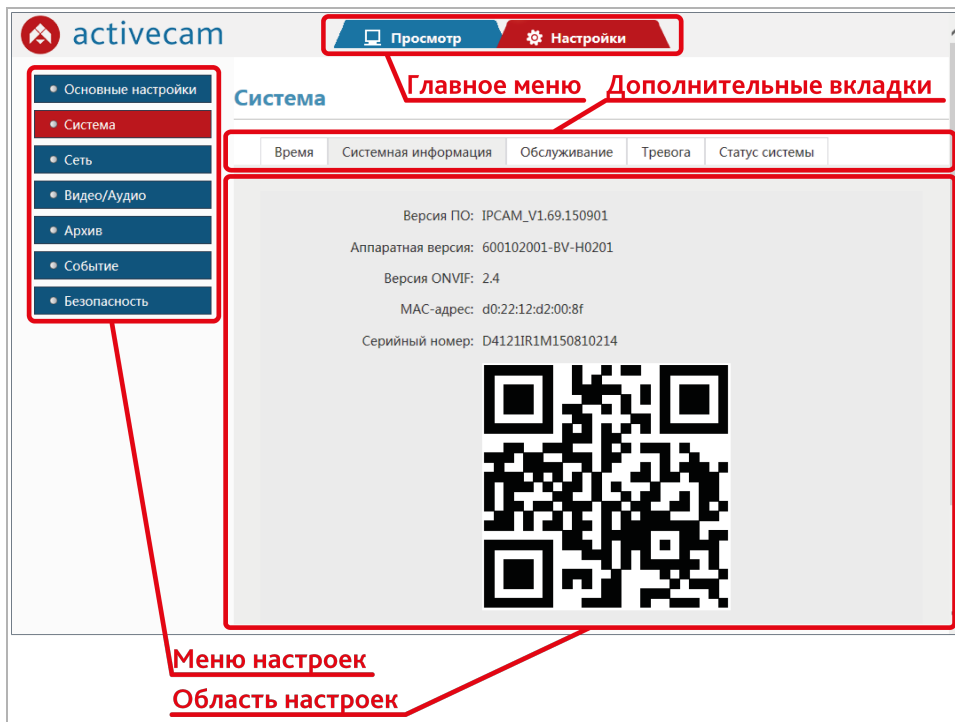 activecam
Просмотр
Настройки
Главное меню
Дополнительные вкладки
Основные настройки
Система
Сеть
Видео/Аудио
Архив
Событие
Безопасность
Система
Время Системная информация Обслуживание Тревога Статус системы
Версия ПО: IPCAM_V1.69.150901
Аппаратная версия: 600102001-BV-H0201
Версия ONVIF: 2.4
MAC-адрес: d0:22:12:d2:00:8f
Серийный номер: D4121IR1M150810214
Меню настроек
Область настроек